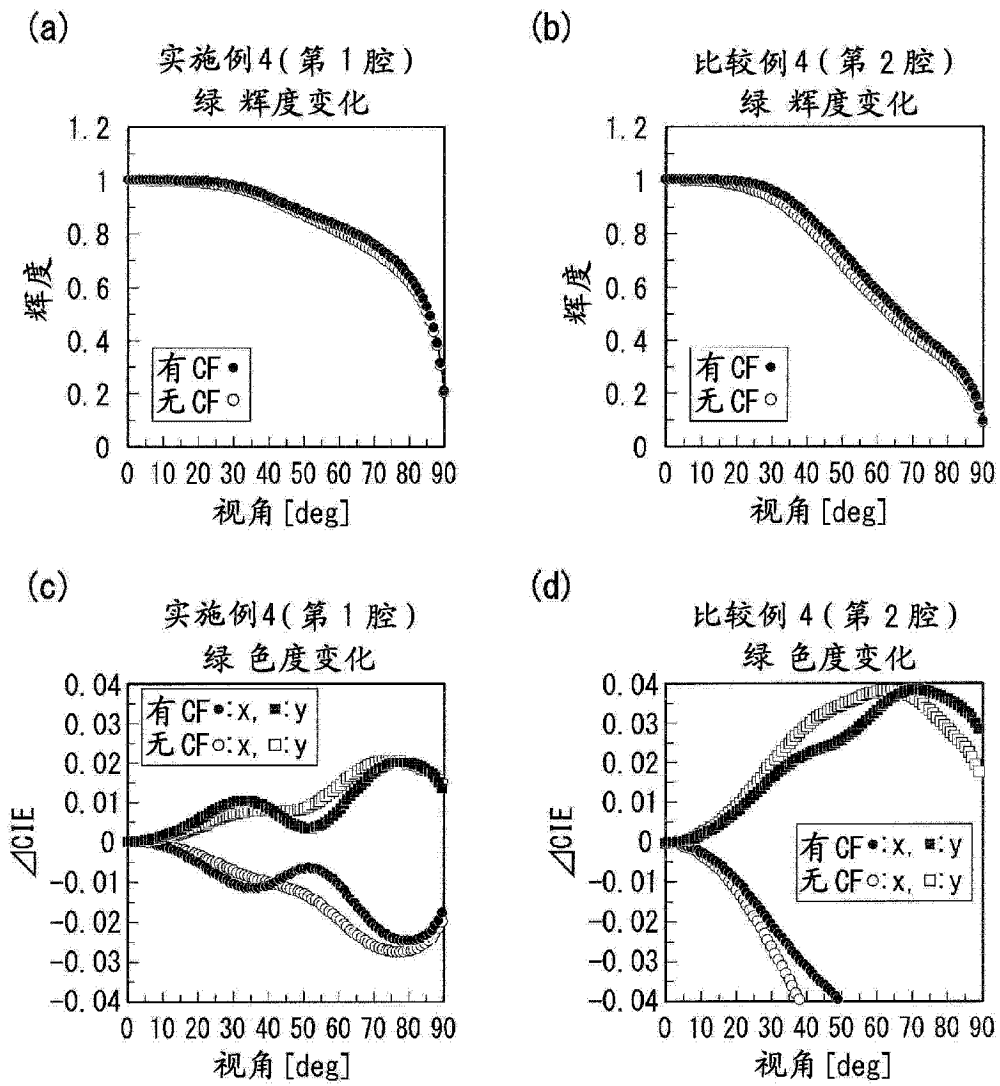 (a)
实施例4(第1腔)
绿 辉度变化
1.2
1
0.8
0.6
0.4
0.2
0
辉度
有CF●
无CF○
0 10 20 30 40 50 60 70 80 90
视角[deg]
(b)
比较例4(第2腔)
绿 辉度变化
1.2
1
0.8
0.6
0.4
0.2
0
辉度
有CF●
无CF○
0 10 20 30 40 50 60 70 80 90
视角[deg]
(c)
实施例4(第1腔)
绿 色度变化
0.04
0.03
0.02
0.01
0
-0.01
-0.02
-0.03
-0.04
⊿CIE
有CF●:x, ■:y
无CF○:x, □:y
0 10 20 30 40 50 60 70 80 90
视角[deg]
(d)
比较例4(第2腔)
绿 色度变化
0.04
0.03
0.02
0.01
0
-0.01
-0.02
-0.03
-0.04
⊿CIE
有CF●:x, ■:y
无CF○:x, □:y
0 10 20 30 40 50 60 70 80 90
视角[deg]